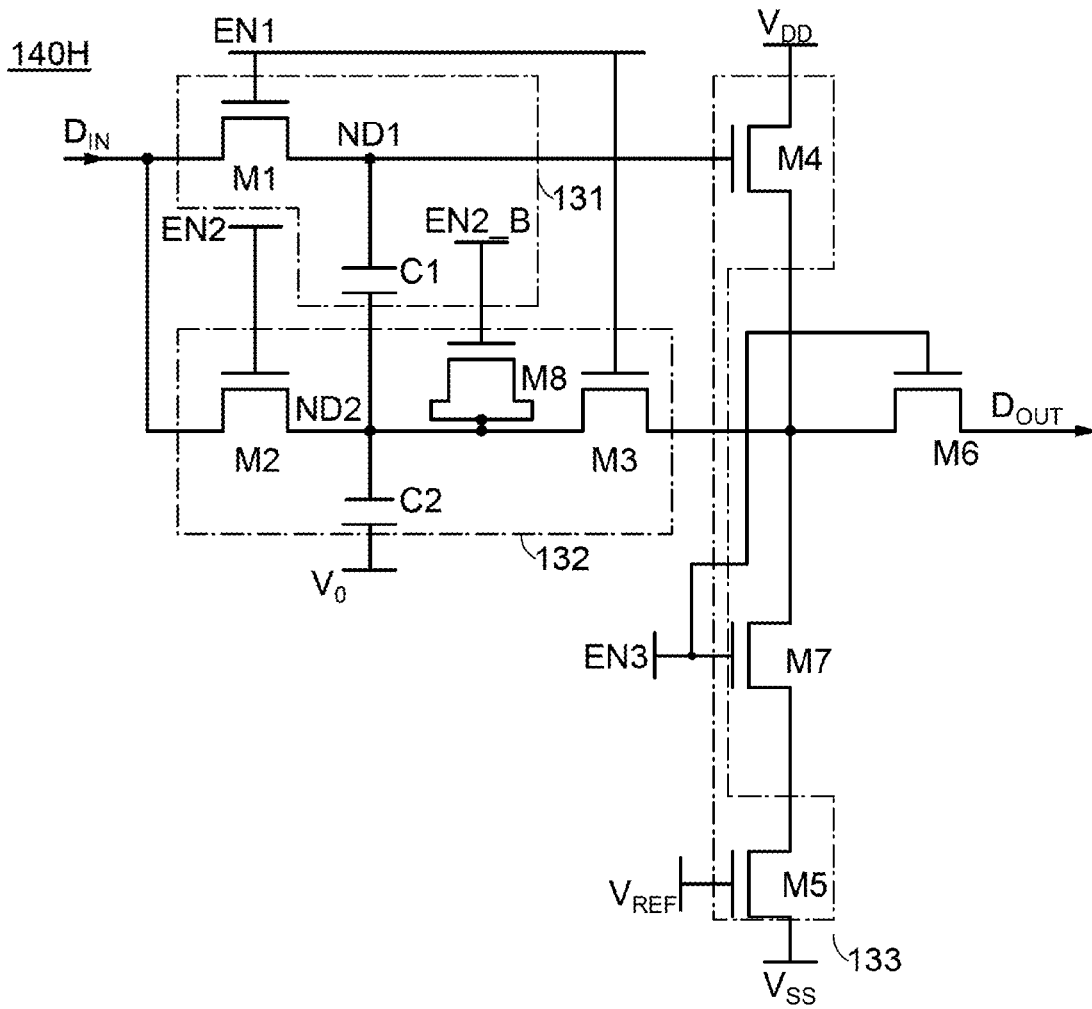 140H
EN1
V_DD
D_IN
ND1
M1
M4
131
EN2
EN2_B
C1
M8
ND2
M2
M3
D_OUT
M6
C2
132
V_0
EN3
M7
V_REF
M5
133
V_SS